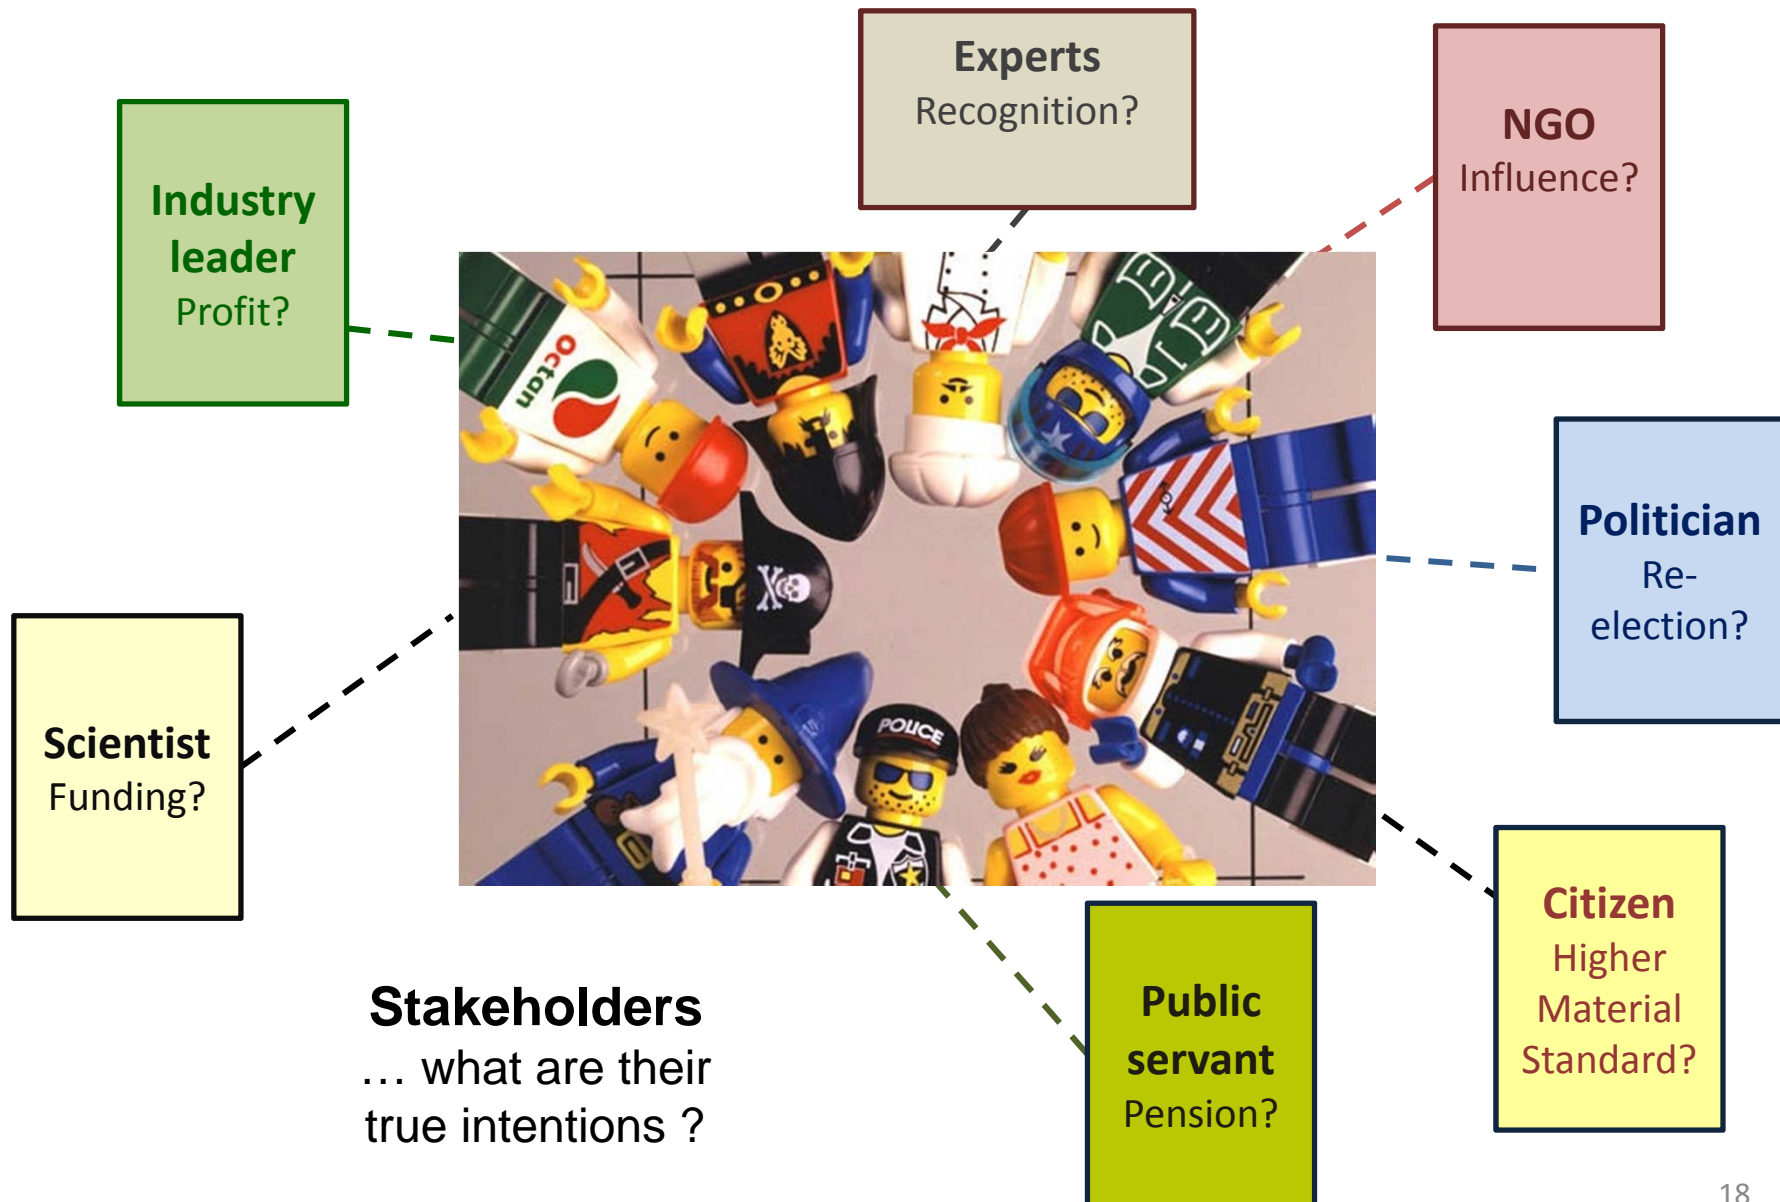 Experts
Recognition?
NGO
Influence?
Industry
leader
Profit?
Octan
POLICE
Politician
Re-
election?
Scientist
Funding?
Citizen
Higher
Material
Standard?
Public
servant
Pension?
Stakeholders
... what are their
true intentions ?
18